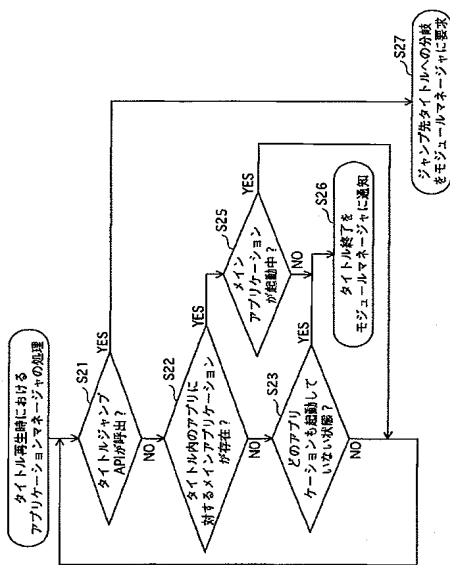 タイトル再生時における
アプリケーションマネージャの処理
S21
タイトルジャンプ
APIが呼出?
YES
NO
S22
タイトル内のアプリに
対するメインアプリケーション
が存在?
YES
NO
S25
メイン
アプリケーション
が起動中?
YES
NO
S23
どのアプリ
ケーションも起動して
いない状態?
YES
NO
S26
タイトル終了を
モジュールマネージャに通知
S27
ジャンプ先タイトルへの分岐
をモジュールマネージャに要求